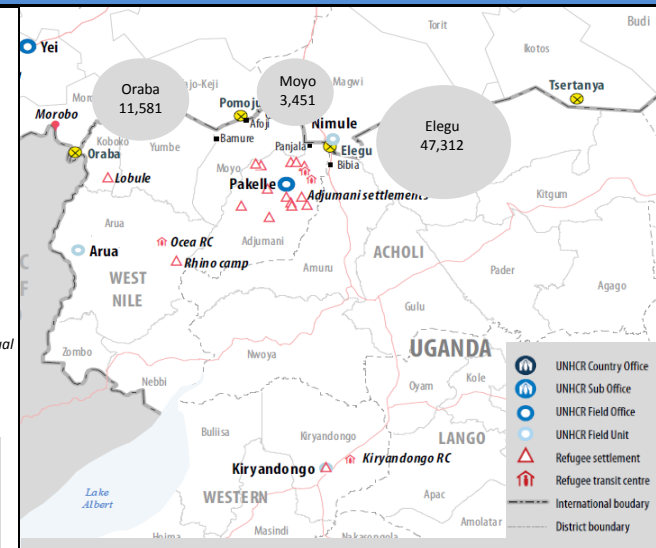 Torit
Budi
Yei
Ikotos
Oraba
11,581
Moyo
3,451
Magwi
Tsertanya
Morobo
Pomoju
Afoji
Nimule
Elegu
47,312
Koboko
Oraba
Yumbe
Bamure
Panjala
Elegu
Moyo
Bibia
Lobule
Pakelle
Adjumani settlements
Kitgum
Arua
Ocea RC
Adjumani
ACHOLI
Arua
Rhino camp
Amuru
Pader
WEST
NILE
Agago
Gulu
Zombo
Nwoya
UGANDA
Kole
Nebbi
Oyam
UNHCR Country Office
UNHCR Sub Office
UNHCR Field Office
UNHCR Field Unit
Refugee settlement
Refugee transit centre
International boudary
District boundary
Buliisa
Kiryandongo
LANGO
Kiryandongo RC
Kiryandongo
Lake
Albert
WESTERN
Apac
Amolatar
Masindi